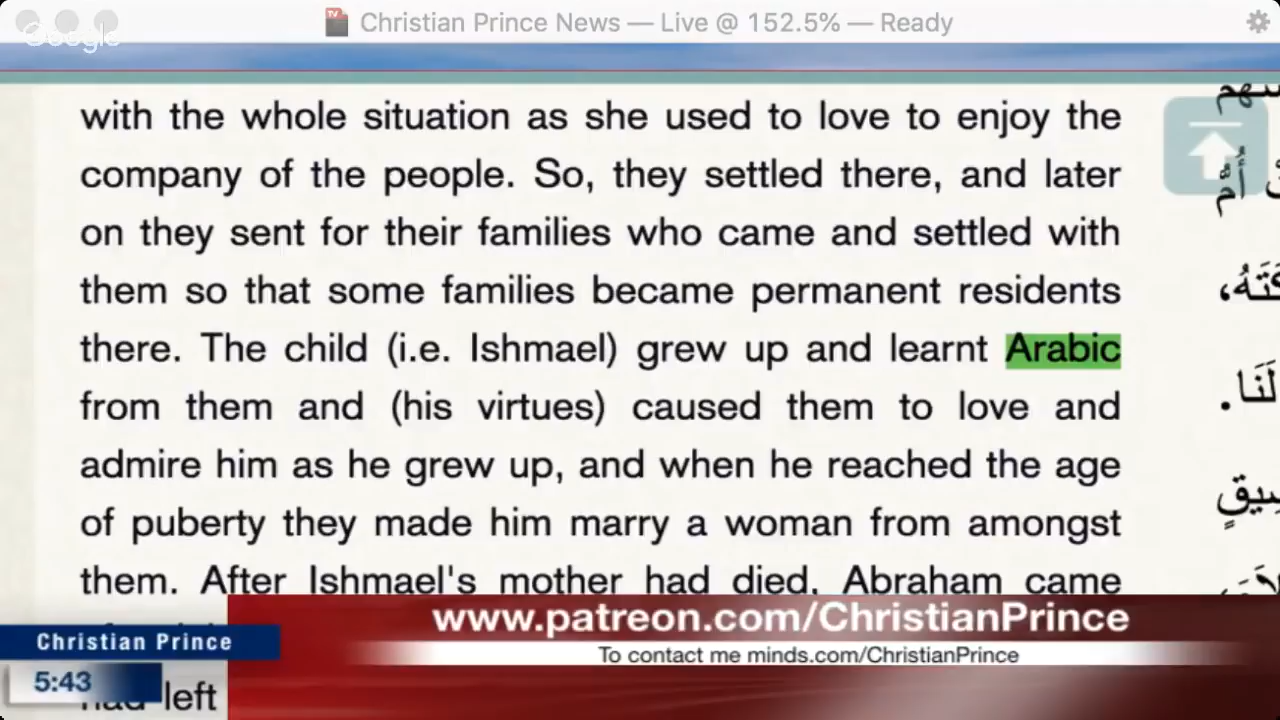 Christian Prince News — Live @ 152.5% — Ready
Google
with the whole situation as she used to love to enjoy the
company of the people. So, they settled there, and later
on they sent for their families who came and settled with
them so that some families became permanent residents
there. The child (i.e. Ishmael) grew up and learnt Arabic
from them and (his virtues) caused them to love and
admire him as he grew up, and when he reached the age
of puberty they made him marry a woman from amongst
them. After Ishmael's mother had died, Abraham came
had left
لَنَا.
www.patreon.com/ChristianPrince
To contact me minds.com/ChristianPrince
Christian Prince
5:43